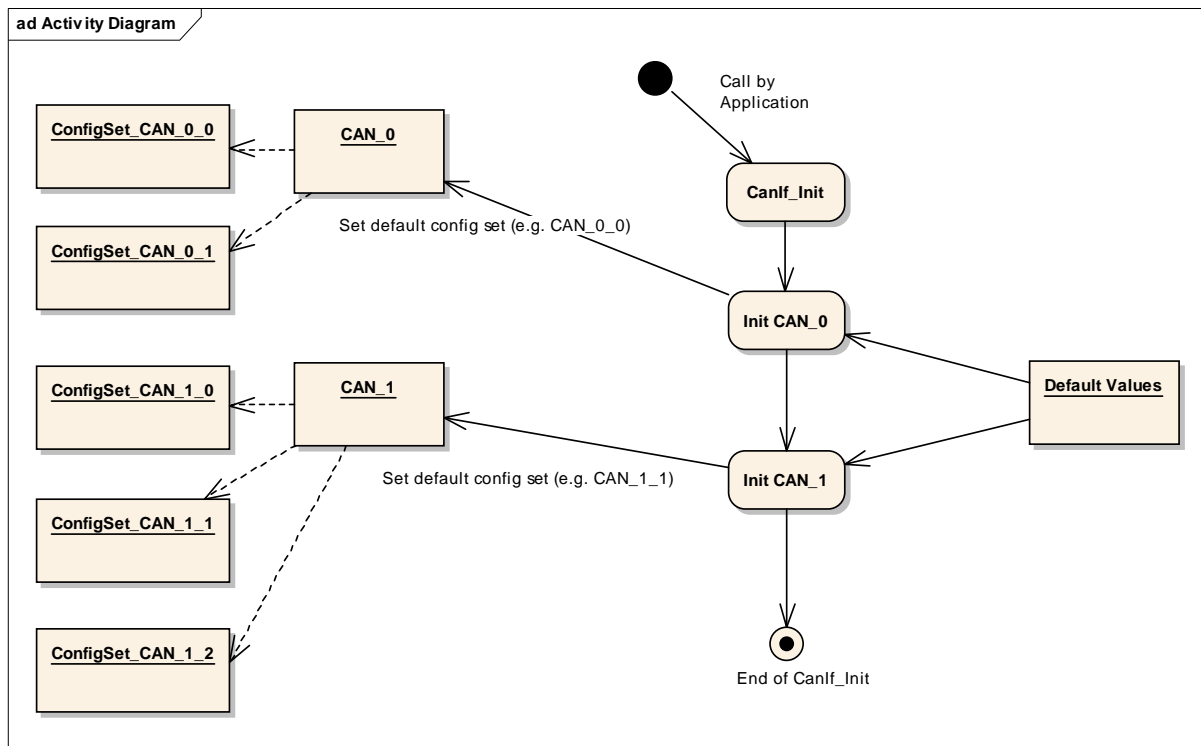 ad Activity Diagram
Call by
Application
ConfigSet_CAN_0_0
CAN_0
CanIf_Init
ConfigSet_CAN_0_1
Set default config set (e.g. CAN_0_0)
Init CAN_0
ConfigSet_CAN_1_0
CAN_1
Default Values
Set default config set (e.g. CAN_1_1)
Init CAN_1
ConfigSet_CAN_1_1
ConfigSet_CAN_1_2
End of CanIf_Init